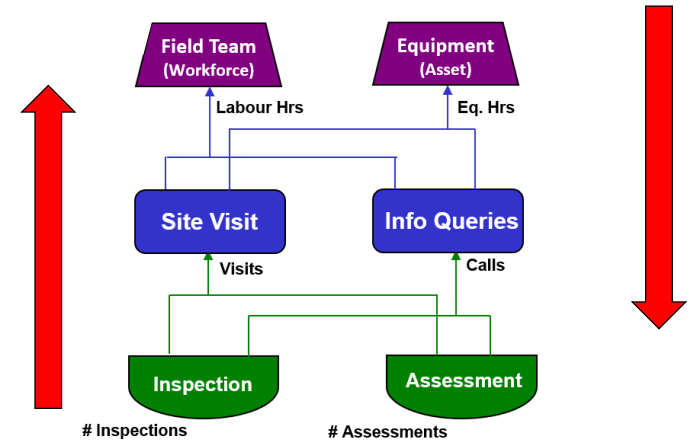 Field Team
(Workforce)
Equipment
(Asset)
Labour Hrs
Eq. Hrs
Site Visit
Info Queries
Visits
Calls
Inspection
Assessment
# Inspections
# Assessments